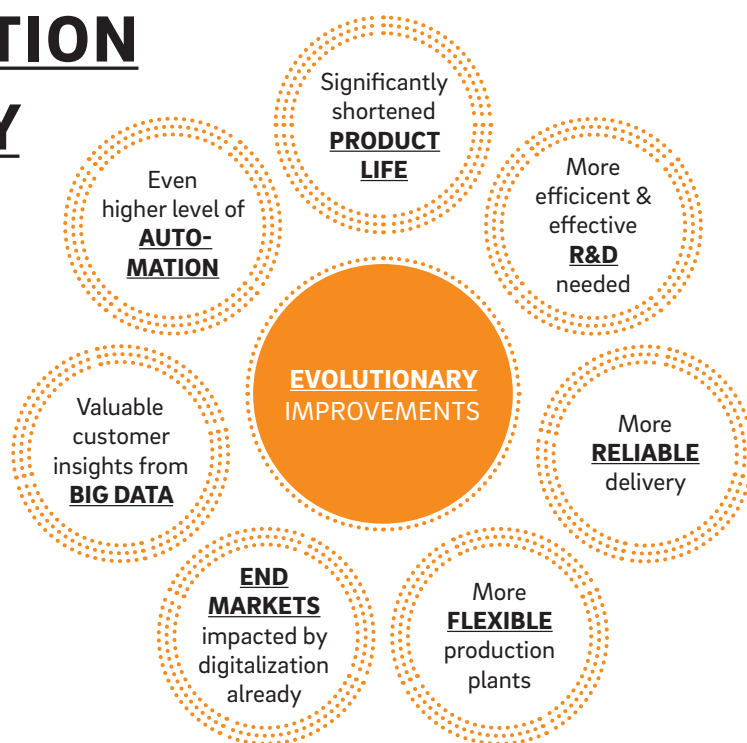 TION
Y
Significantly
shortened
PRODUCT
LIFE
More
efficicent &
effective
R&D
needed
More
RELIABLE
delivery
More
FLEXIBLE
production
plants
END
MARKETS
impacted by
digitalization
already
Valuable
customer
insights from
BIG DATA
Even
higher level of
AUTO-
MATION
EVOLUTIONARY
IMPROVEMENTS